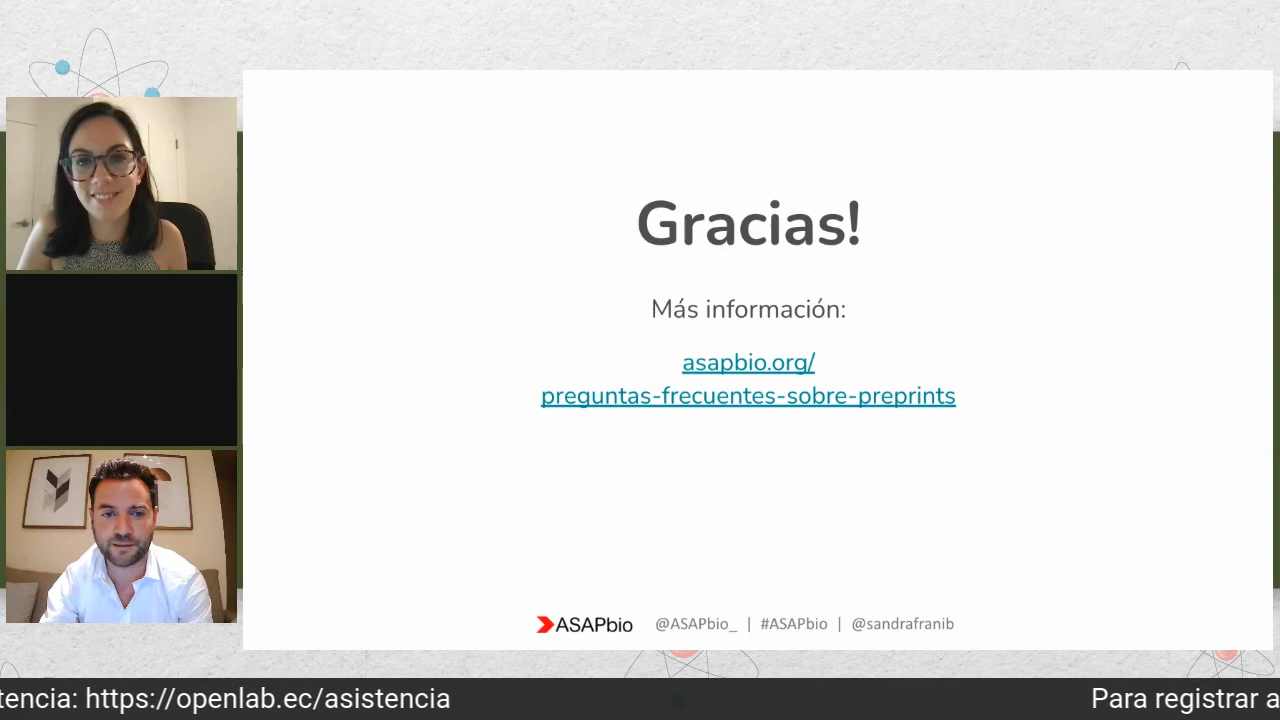 Gracias!
Más información:
asapbio.org/
preguntas-frecuentes-sobre-preprints
ASAPbio @ASAPbio_ | #ASAPbio | @sandrafranib
tencia: https://openlab.ec/asistencia Para registrar a